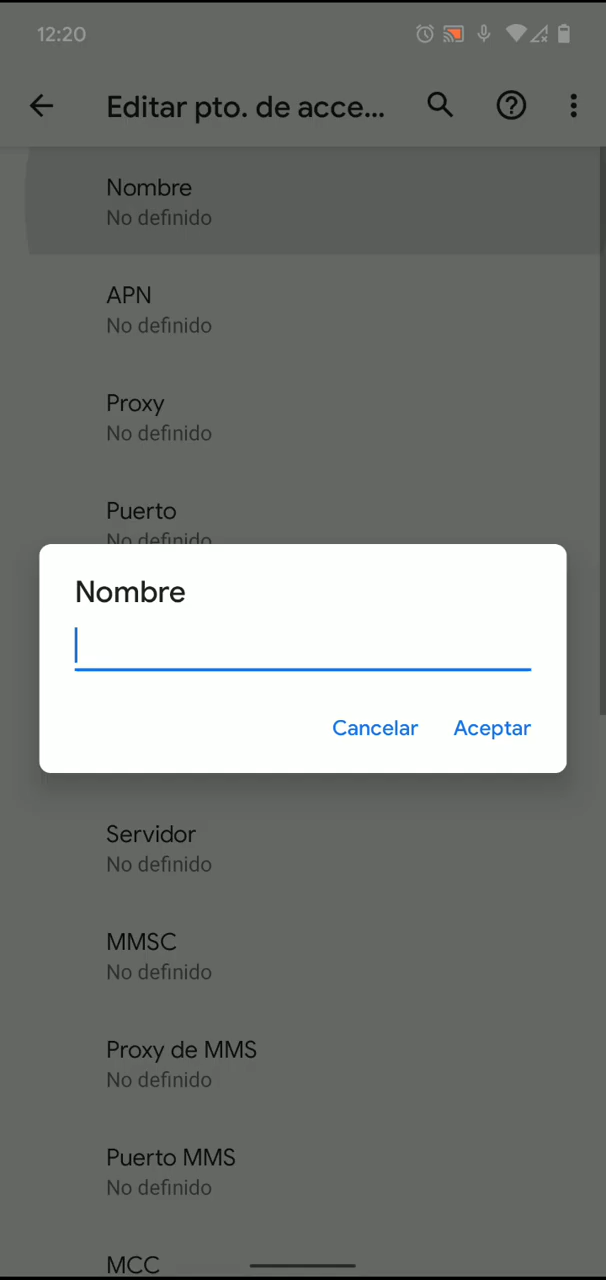 12:20
Editar pto. de acce...
Nombre
No definido
APN
No definido
Proxy
No definido
Puerto
No definido
Nombre
Cancelar Aceptar
Servidor
No definido
MMSC
No definido
Proxy de MMS
No definido
Puerto MMS
No definido
MCC